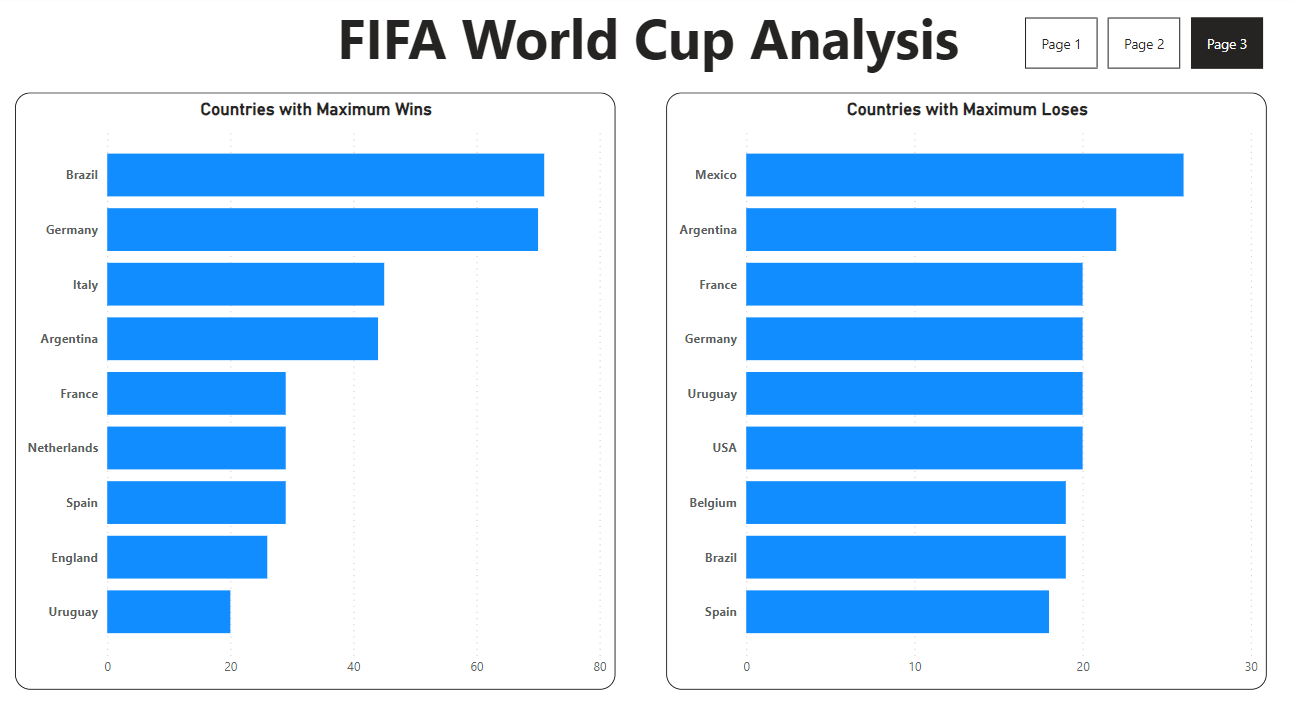 FIFA World Cup Analysis
Page 1
Page 2
Page 3
Countries with Maximum Wins
Brazil
Germany
Italy
Argentina
France
Netherlands
Spain
England
Uruguay
0 20 40 60 80
Countries with Maximum Loses
Mexico
Argentina
France
Germany
Uruguay
USA
Belgium
Brazil
Spain
0 10 20 30